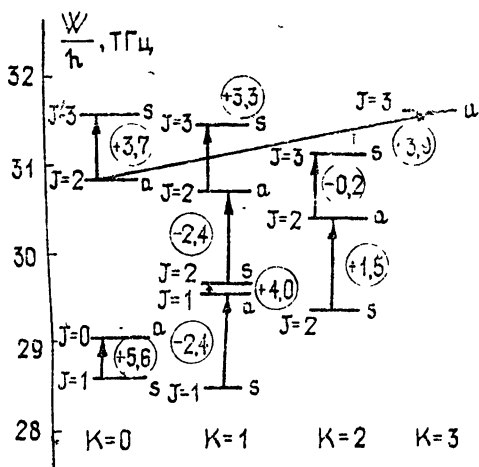 W/h, ТГц
32
31
30
29
28
J=3 s
+3,7
J=2 a
J=0 a
+5,6
J=1 s
+3,3
J=3 s
J=2 a
-2,4
J=2 s
J=1 a
+4,0
-2,4
J=1 s
J=3 s
-0,2
J=2 a
+1,5
J=2 s
J=3 a
K=0 K=1 K=2 K=3